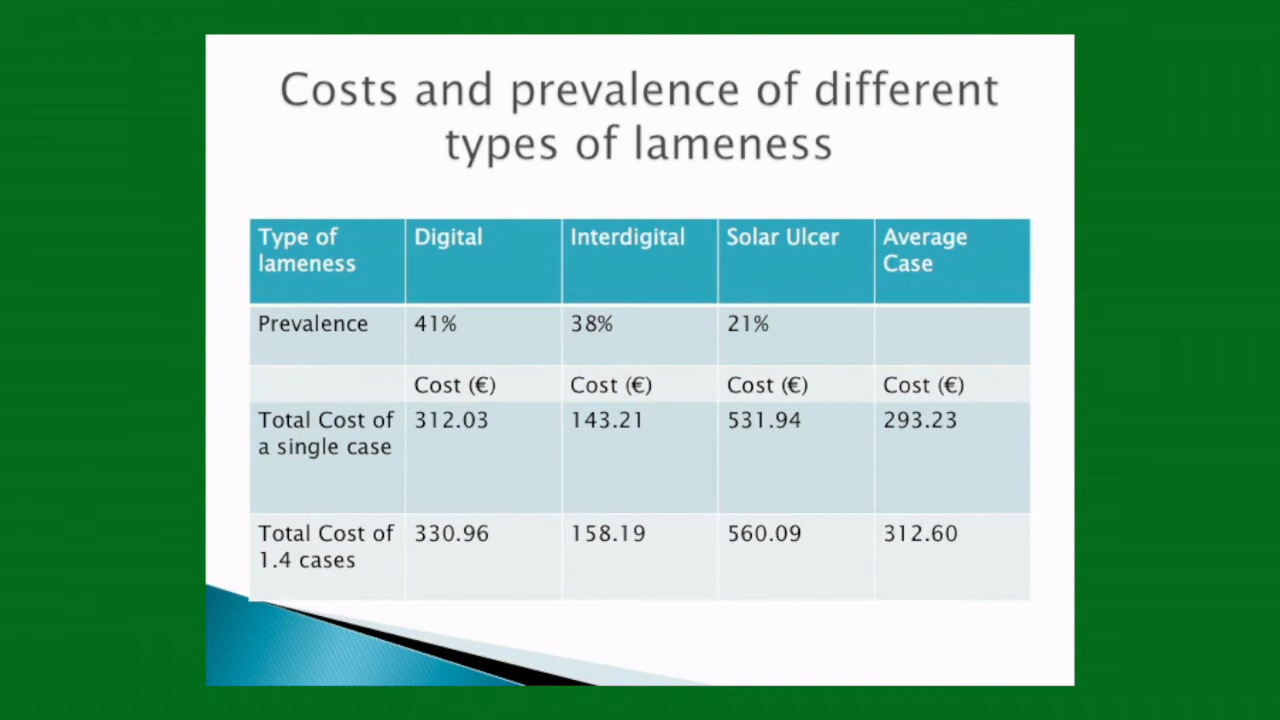 Costs and prevalence of different
types of lameness
Type of lameness Digital Interdigital Solar Ulcer Average Case
Prevalence 41% 38% 21%
Cost (€) Cost (€) Cost (€) Cost (€)
Total Cost of a single case 312.03 143.21 531.94 293.23
Total Cost of 1.4 cases 330.96 158.19 560.09 312.60